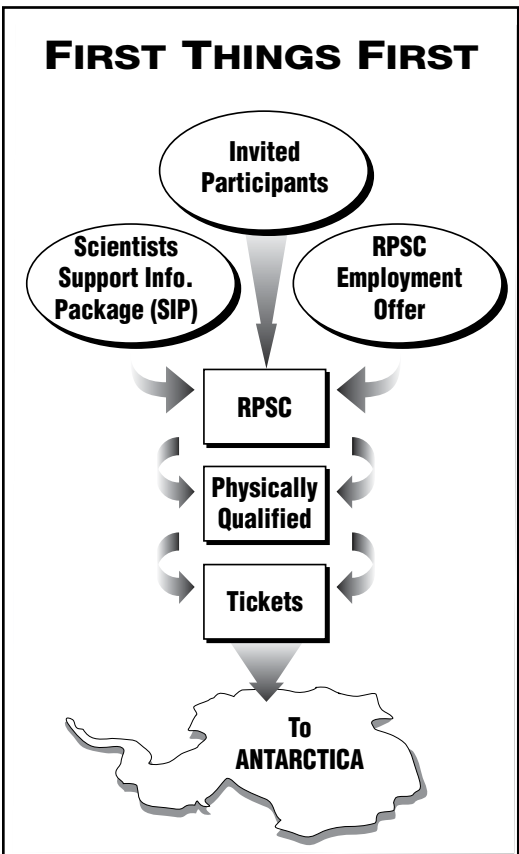 FIRST THINGS FIRST
Invited
Participants
Scientists
Support Info.
Package (SIP)
RPSC
Employment
Offer
RPSC
Physically
Qualified
Tickets
To
ANTARCTICA